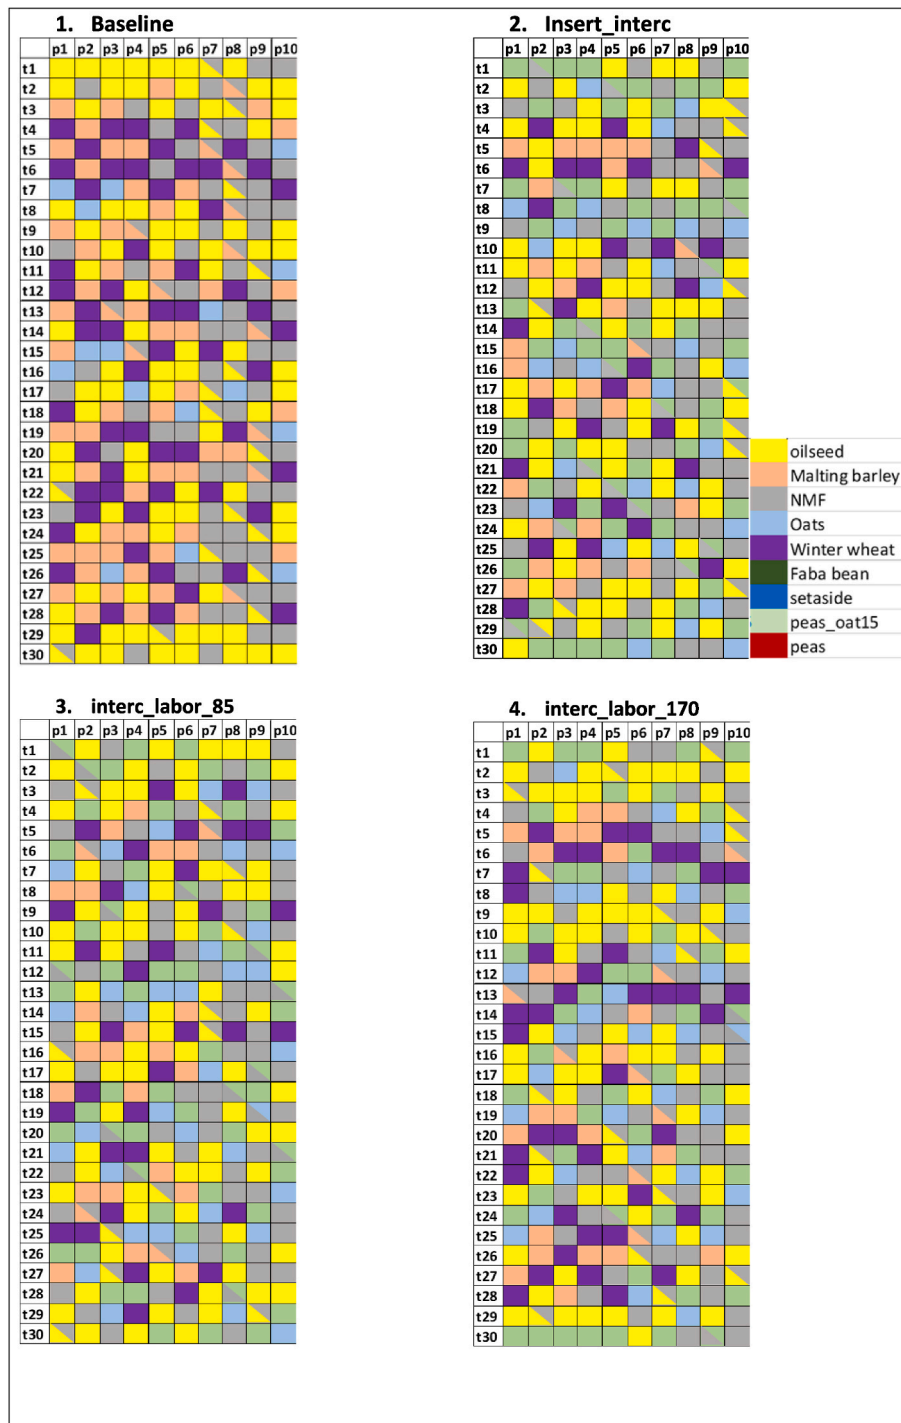 1. Baseline
p1 p2 p3 p4 p5 p6 p7 p8 p9 p10
t1
t2
t3
t4
t5
t6
t7
t8
t9
t10
t11
t12
t13
t14
t15
t16
t17
t18
t19
t20
t21
t22
t23
t24
t25
t26
t27
t28
t29
t30
2. Insert_interc
p1 p2 p3 p4 p5 p6 p7 p8 p9 p10
t1
t2
t3
t4
t5
t6
t7
t8
t9
t10
t11
t12
t13
t14
t15
t16
t17
t18
t19
t20
t21
t22
t23
t24
t25
t26
t27
t28
t29
t30
oilseed
Malting barley
NMF
Oats
Winter wheat
Faba bean
setaside
peas_oat15
peas
3. interc_labor_85
p1 p2 p3 p4 p5 p6 p7 p8 p9 p10
t1
t2
t3
t4
t5
t6
t7
t8
t9
t10
t11
t12
t13
t14
t15
t16
t17
t18
t19
t20
t21
t22
t23
t24
t25
t26
t27
t28
t29
t30
4. interc_labor_170
p1 p2 p3 p4 p5 p6 p7 p8 p9 p10
t1
t2
t3
t4
t5
t6
t7
t8
t9
t10
t11
t12
t13
t14
t15
t16
t17
t18
t19
t20
t21
t22
t23
t24
t25
t26
t27
t28
t29
t30